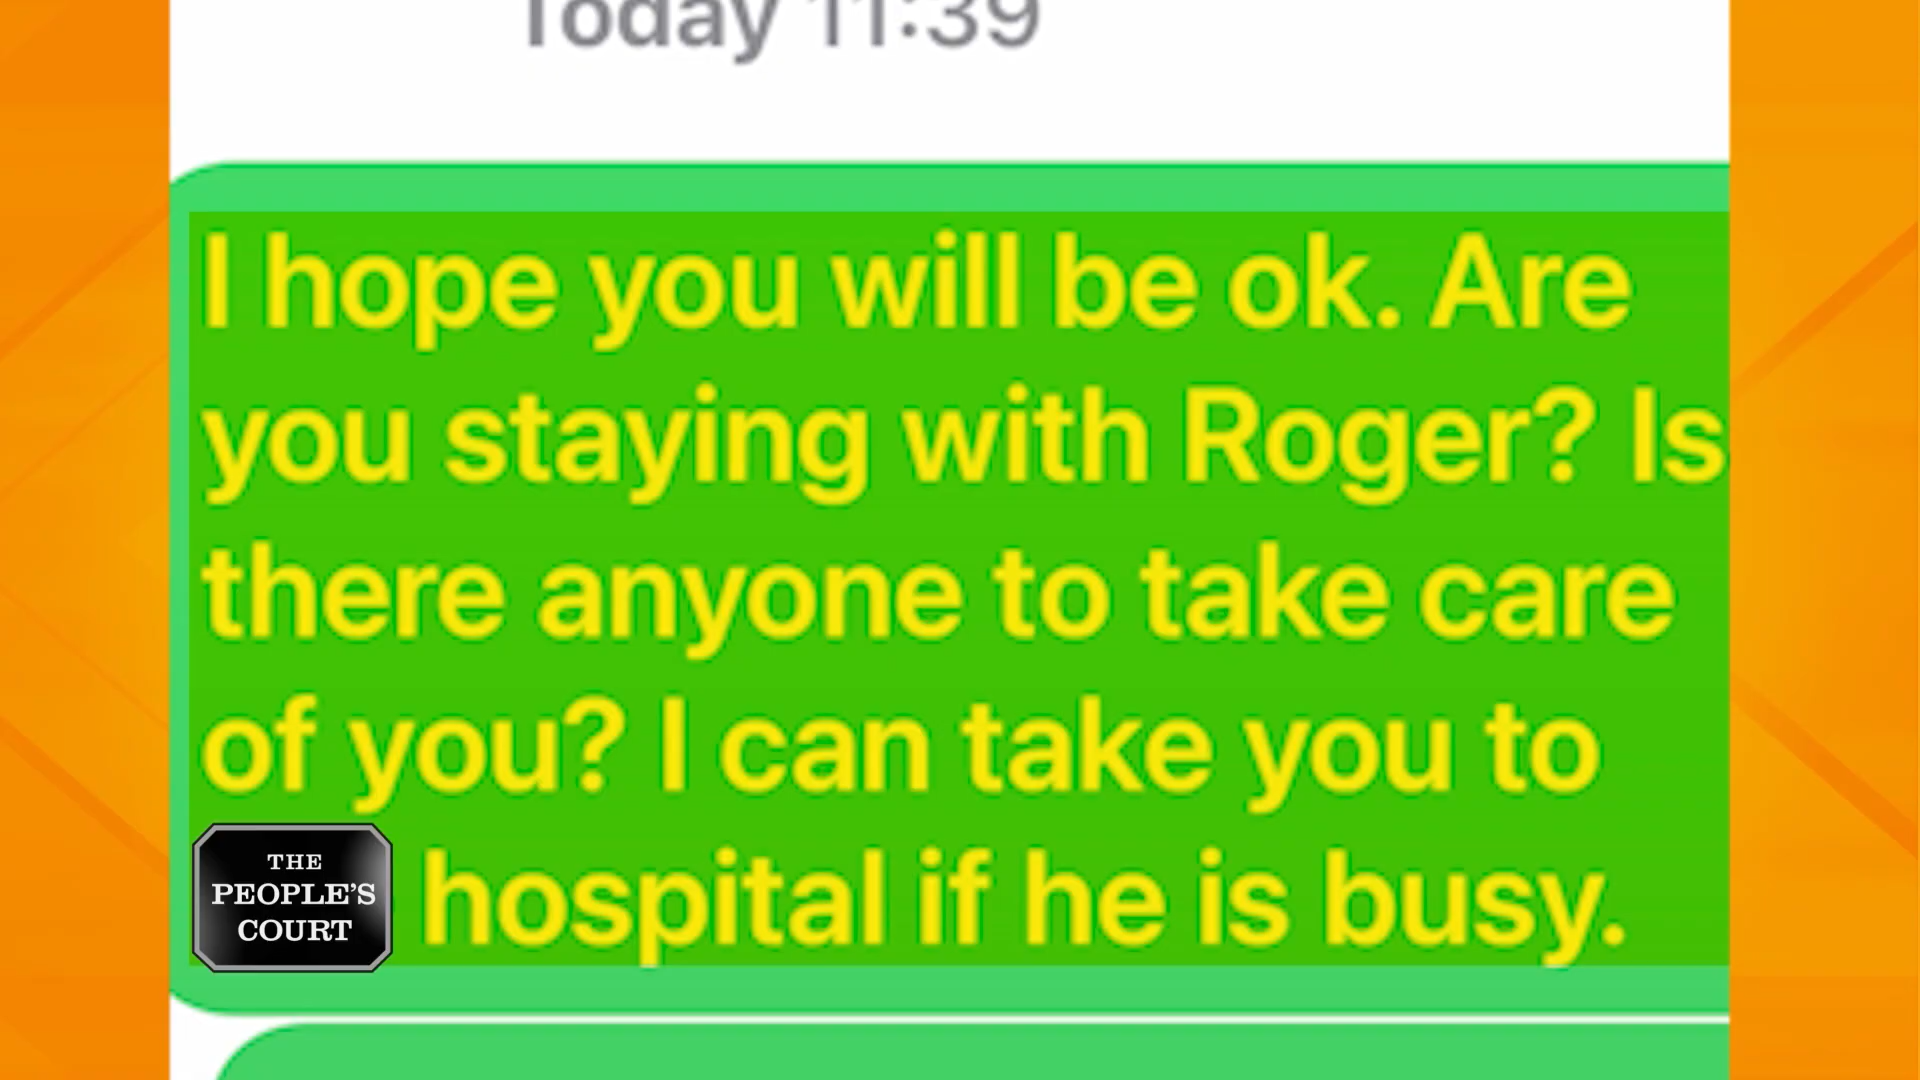 Today 11:39
I hope you will be ok. Are
you staying with Roger? Is
there anyone to take care
of you? I can take you to
hospital if he is busy.
THE
PEOPLE'S
COURT